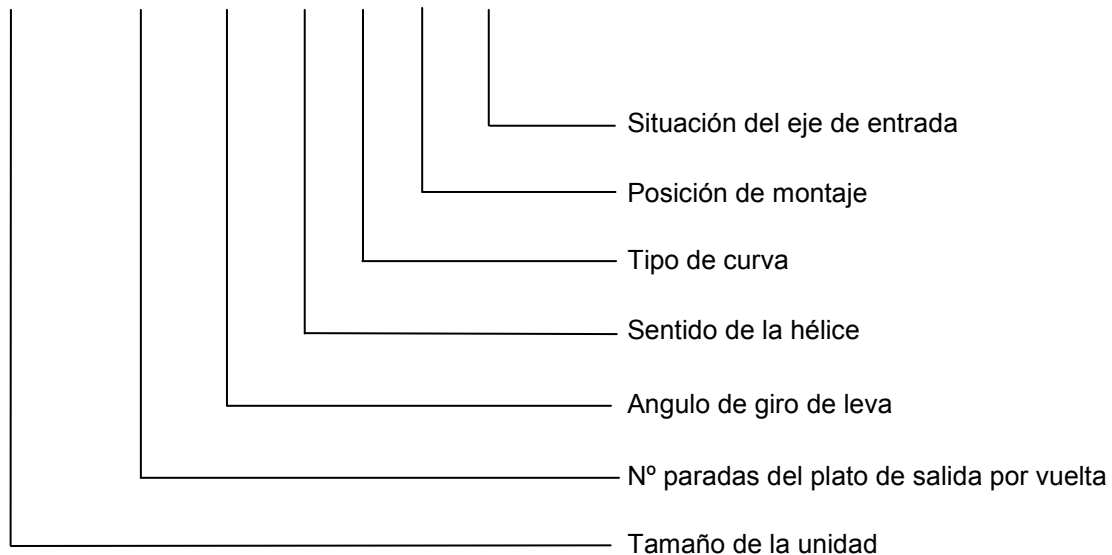 Situación del eje de entrada
Posición de montaje
Tipo de curva
Sentido de la hélice
Angulo de giro de leva
Nº paradas del plato de salida por vuelta
Tamaño de la unidad